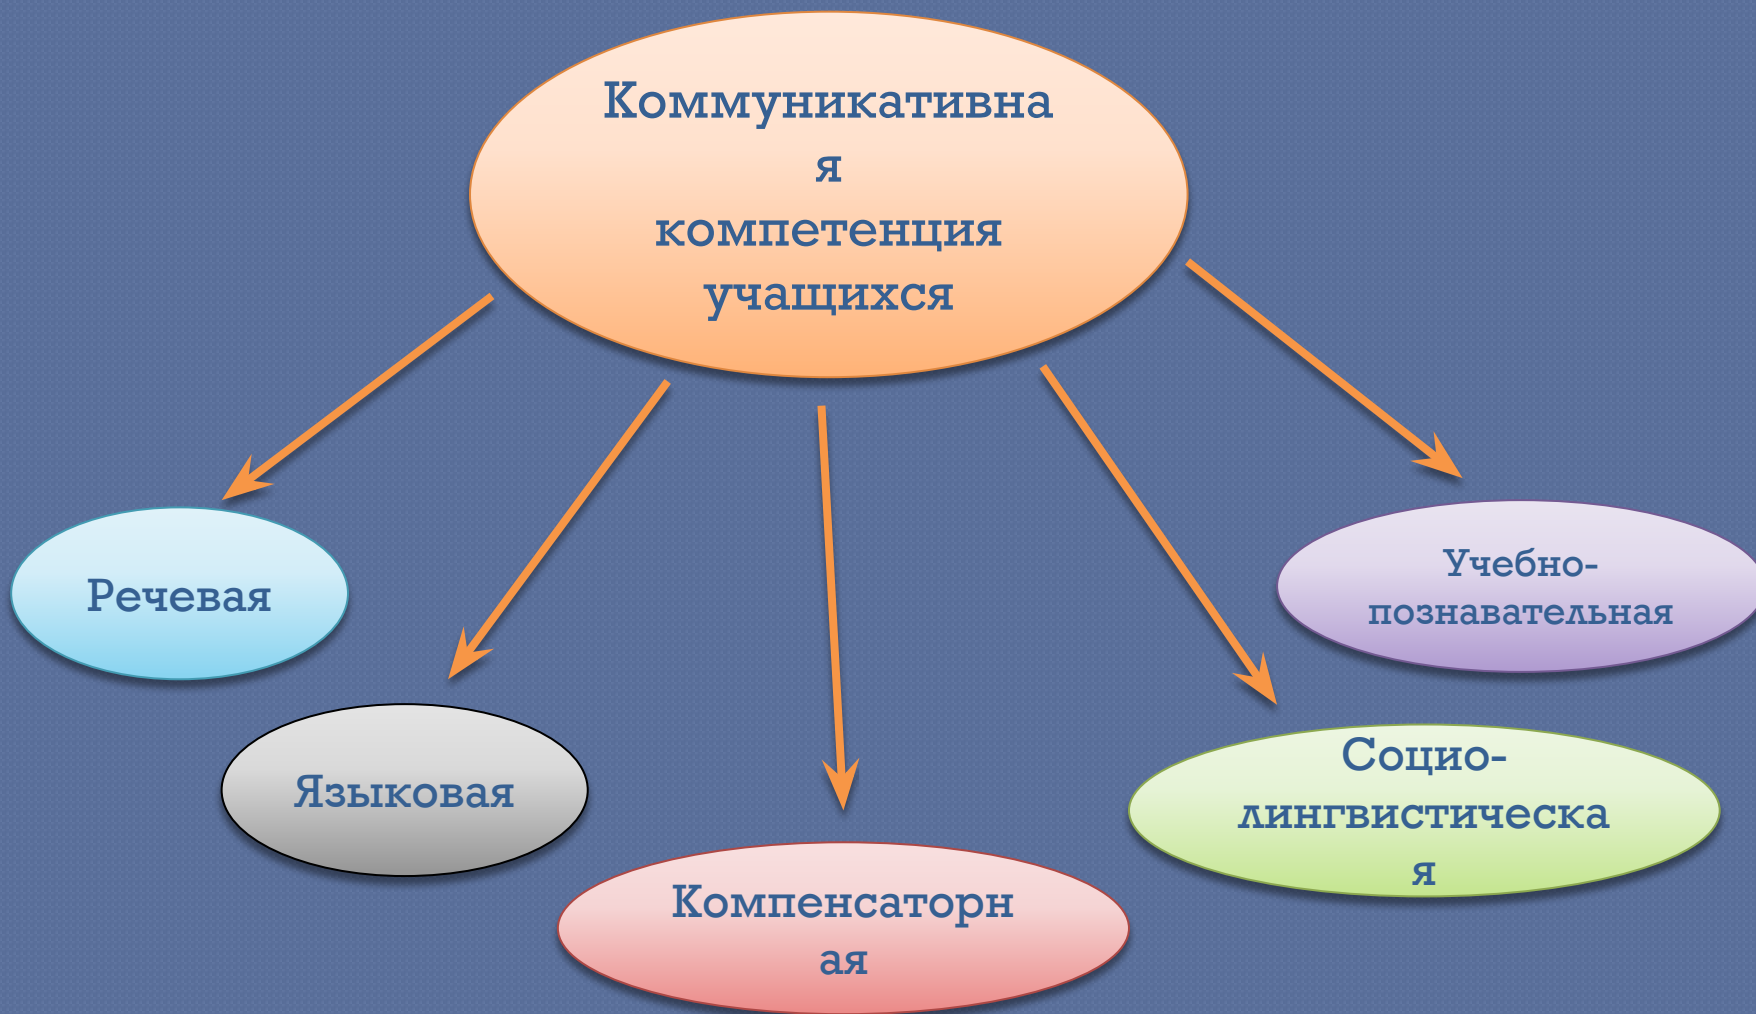 Коммуникативна
я
компетенция
учащихся
Речевая
Языковая
Компенсаторн
ая
Социо-
лингвистическа
я
Учебно-
познавательная